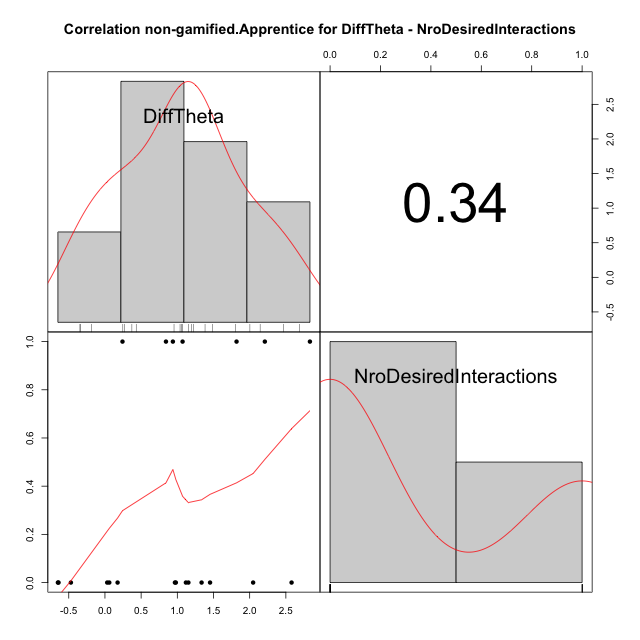 Correlation non-gamified.Apprentice for DiffTheta - NroDesiredInteractions
0.0 0.2 0.4 0.6 0.8 1.0
DiffTheta
0.34
-0.5 0.0 0.5 1.0 1.5 2.0 2.5
0.0 0.2 0.4 0.6 0.8 1.0
NroDesiredInteractions
-0.5 0.0 0.5 1.0 1.5 2.0 2.5